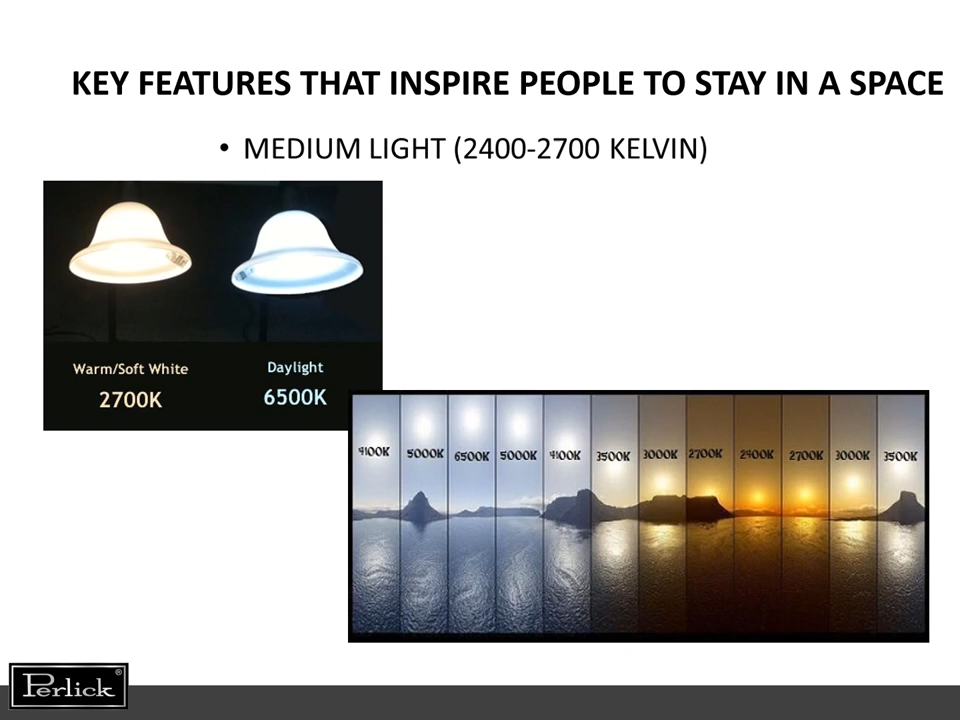 KEY FEATURES THAT INSPIRE PEOPLE TO STAY IN A SPACE
• MEDIUM LIGHT (2400-2700 KELVIN)
Warm/Soft White Daylight
2700K 6500K
4100K 5000K 6500K 5000K 4100K 3500K 3000K 2700K 2400K 2700K 3000K 3500K
Perlick®